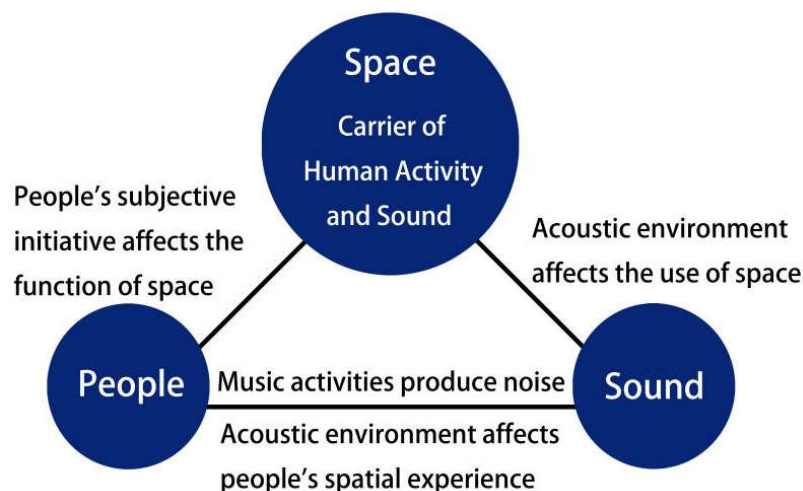 Space
Carrier of
Human Activity
and Sound
People's subjective
initiative affects the
function of space
Acoustic environment
affects the use of space
People
Music activities produce noise
Sound
Acoustic environment affects
people's spatial experience